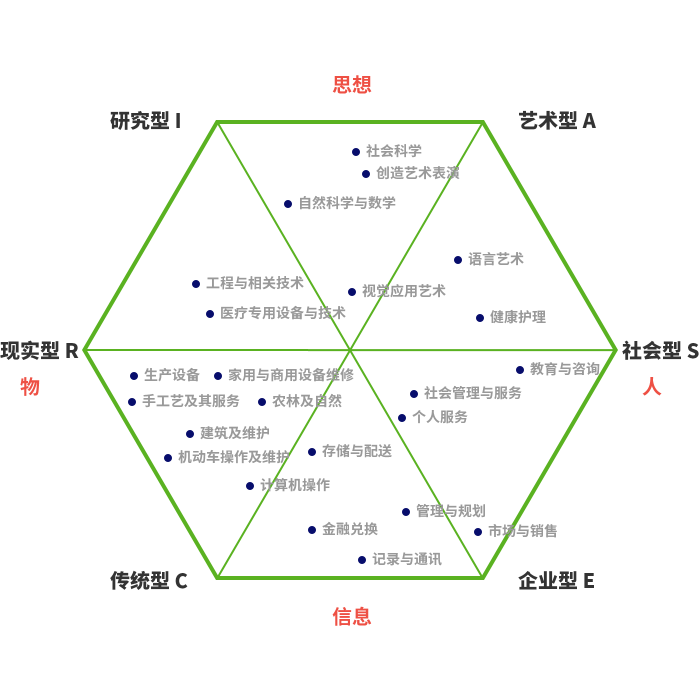 思想
研究型 I
艺术型 A
社会科学
创造艺术表演
自然科学与数学
语言艺术
工程与相关技术
视觉应用艺术
医疗专用设备与技术
健康护理
现实型 R
社会型 S
物
人
教育与咨询
生产设备
家用与商用设备维修
社会管理与服务
手工艺及其服务
农林及自然
个人服务
建筑及维护
存储与配送
机动车操作及维护
计算机操作
管理与规划
金融兑换
市场与销售
记录与通讯
传统型 C
企业型 E
信息